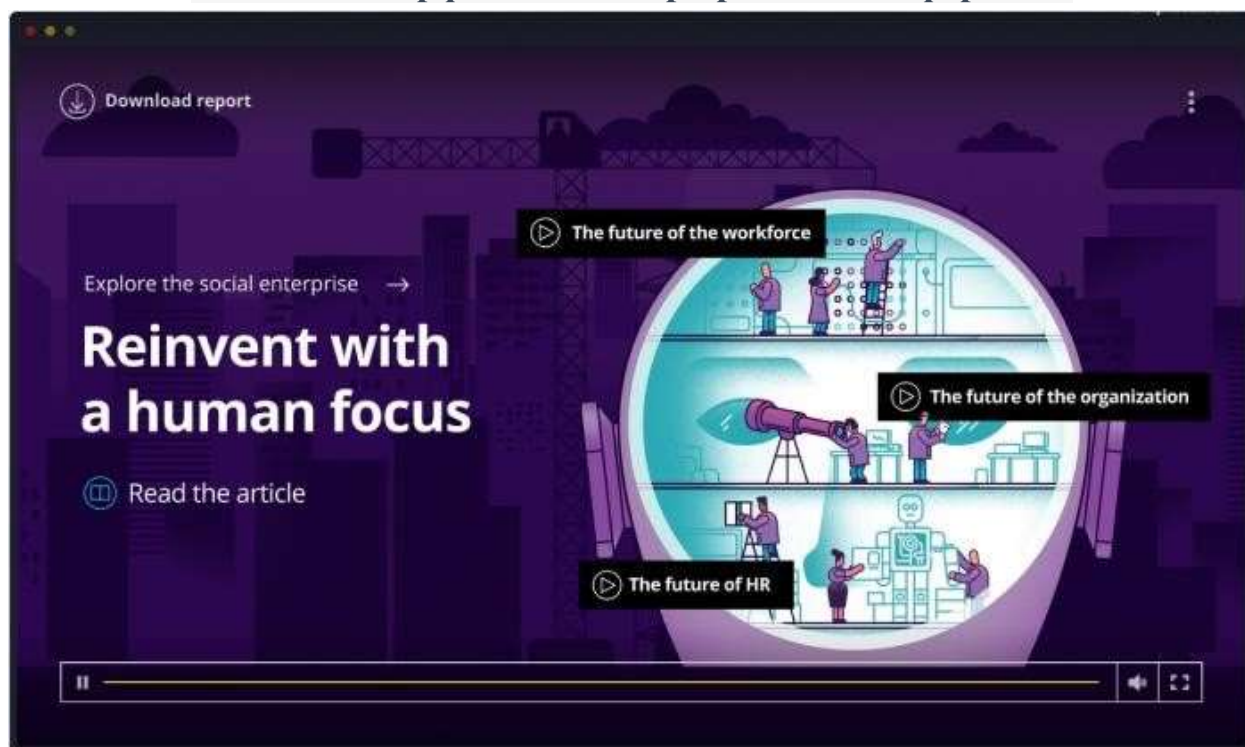 Download report
The future of the workforce
Explore the social enterprise →
Reinvent with
a human focus
The future of the organization
Read the article
The future of HR